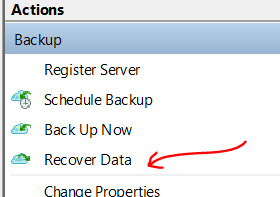 Actions
Backup
Register Server
Schedule Backup
Back Up Now
Recover Data
Change Properties